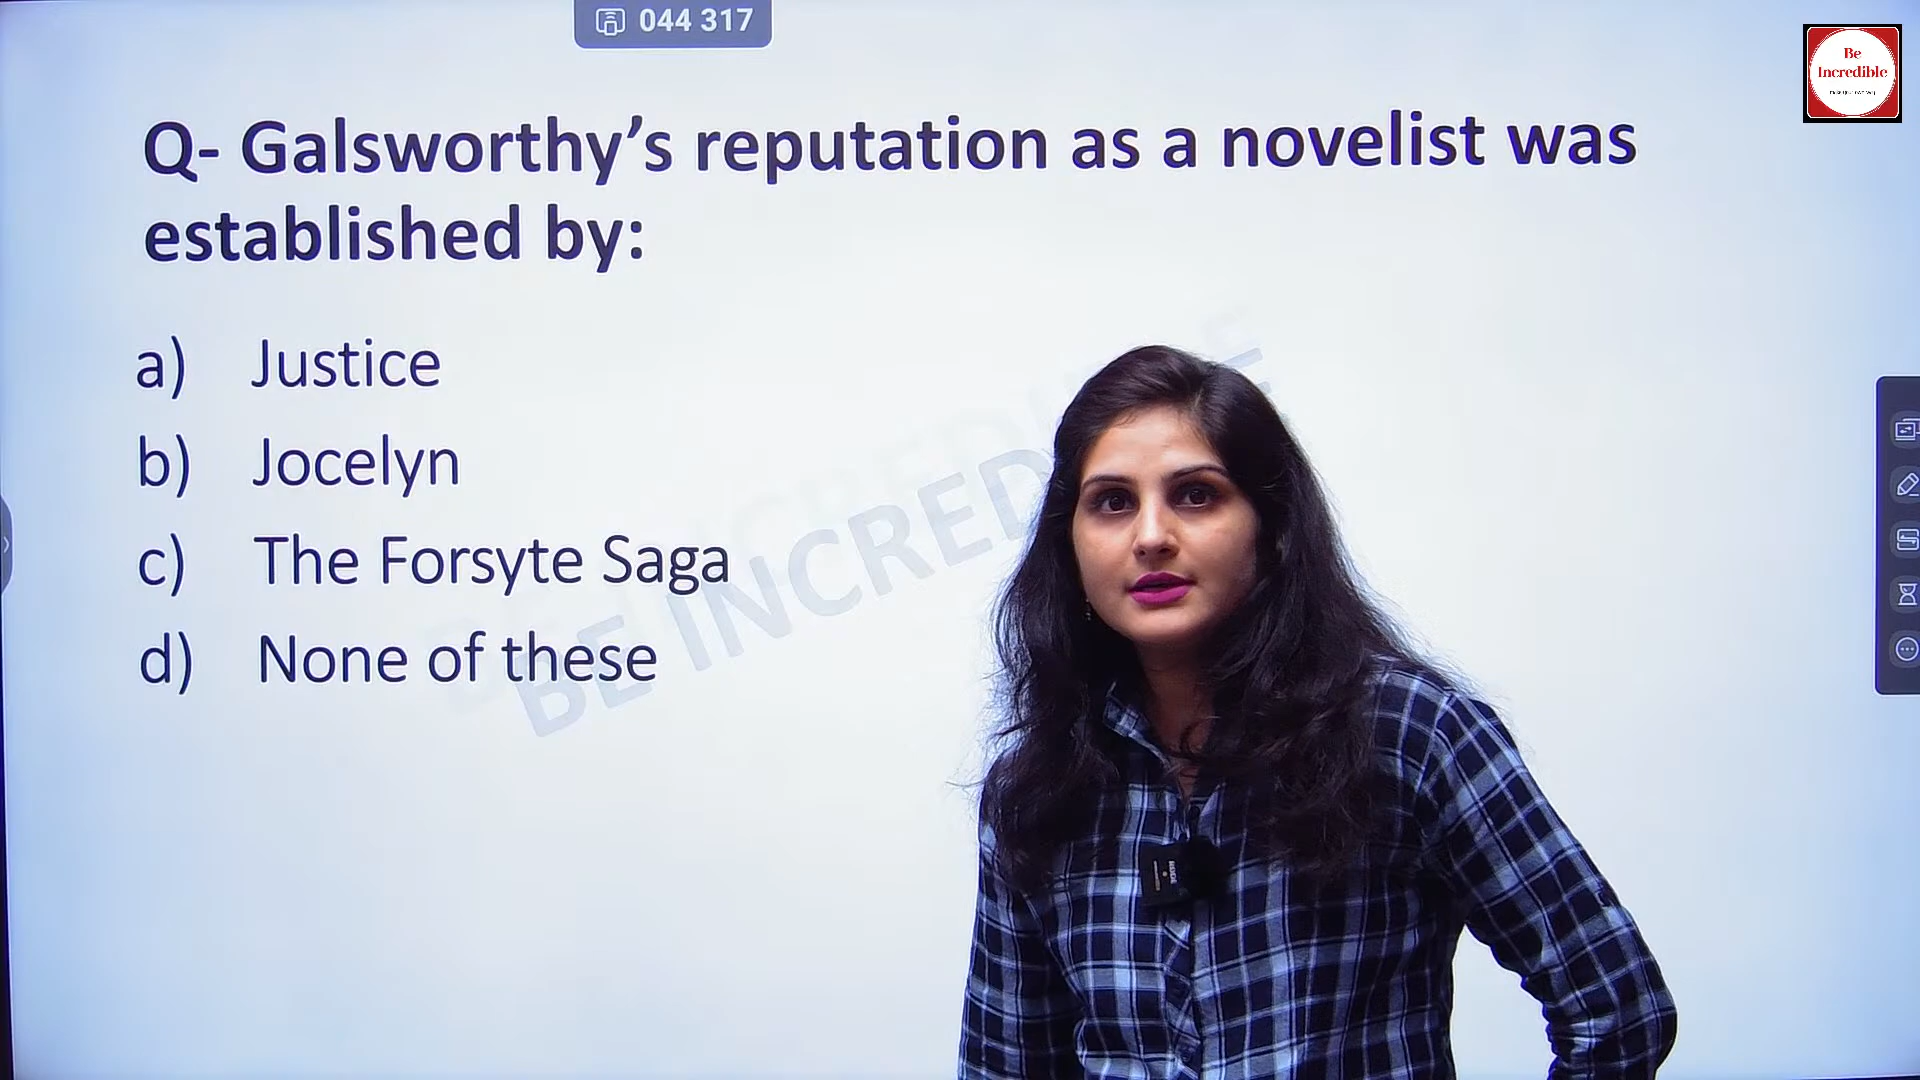 044 317
Be
Incredible
Q- Galsworthy’s reputation as a novelist was
established by:
a) Justice
b) Jocelyn
c) The Forsyte Saga
d) None of these
BE INCREDIBLE